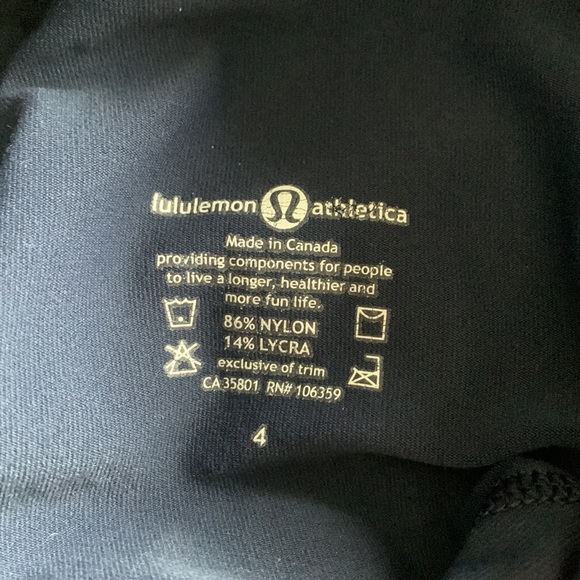 lululemon athletica
Made in Canada
providing components for people
to live a longer, healthier and
more fun life.
86% NYLON
14% LYCRA
exclusive of trim
CA 35801 RN# 106359
4